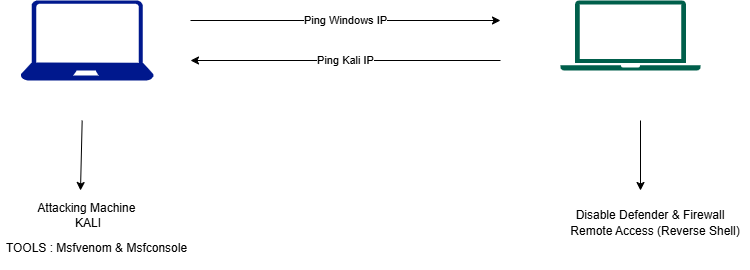 Ping Windows IP
Ping Kali IP
Attacking Machine
KALI
TOOLS : Msfvenom & Msfconsole
Disable Defender & Firewall
Remote Access (Reverse Shell)